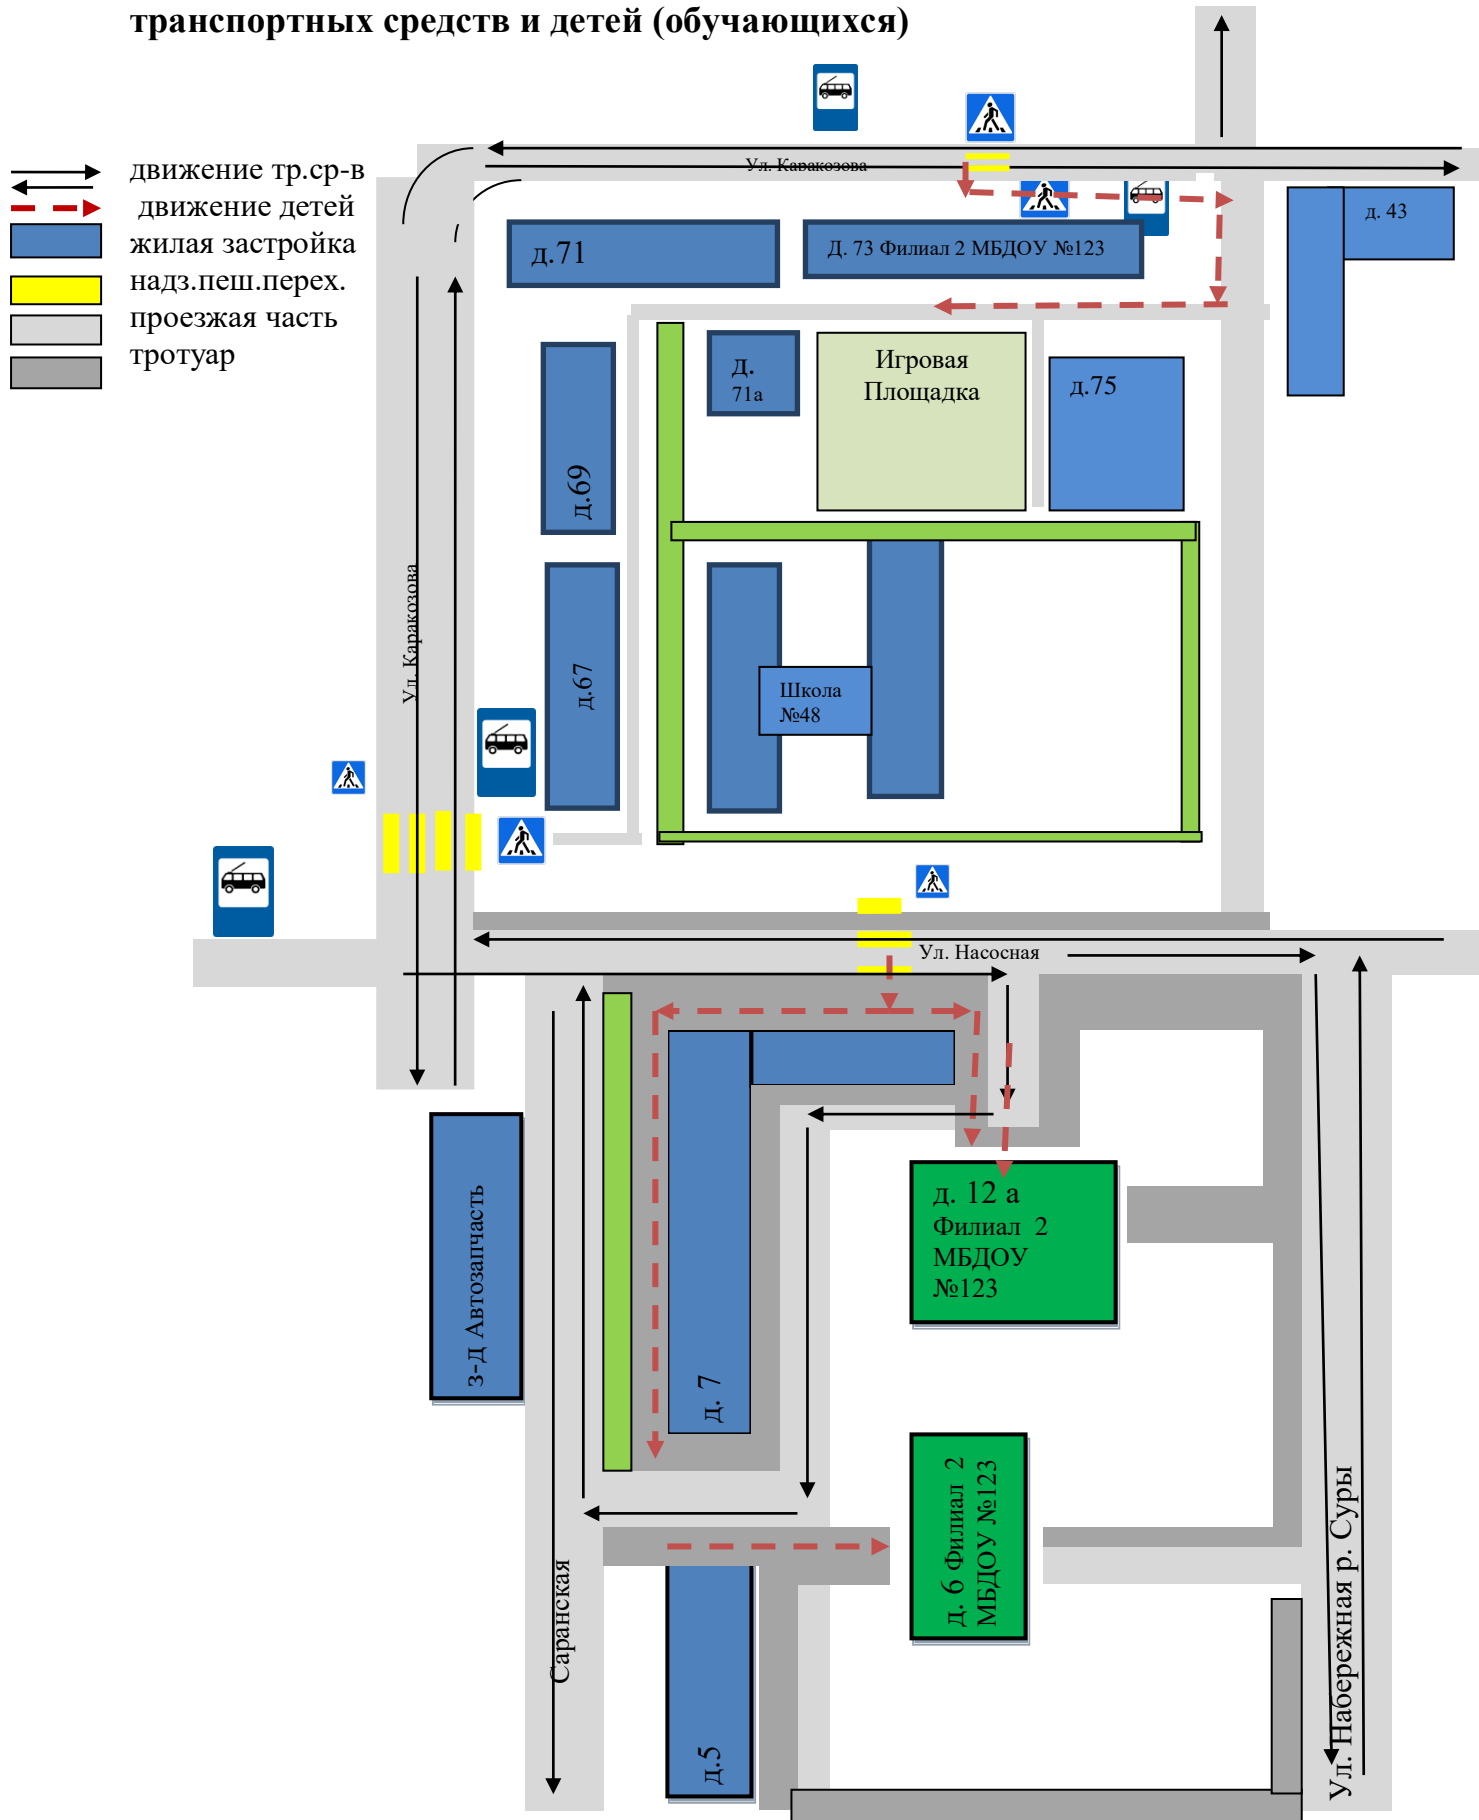 транспортных средств и детей (обучающихся)
движение тр.ср-в
движение детей
жилая застройка
надз.пеш.перех.
проезжая часть
тротуар
Ул. Каракозова
д. 43
д.71
Д. 73 Филиал 2 МБДОУ №123
д.
71а
Игровая
Площадка
д.75
д.69
Ул. Каракозова
д.67
Школа
№48
Ул. Насосная
д. 12 а
Филиал 2
МБДОУ
№123
з-Д Автозапчасть
д. 7
д. 6 Филиал 2
МБДОУ №123
Саранская
д.5
Ул. Набережная р. Суры